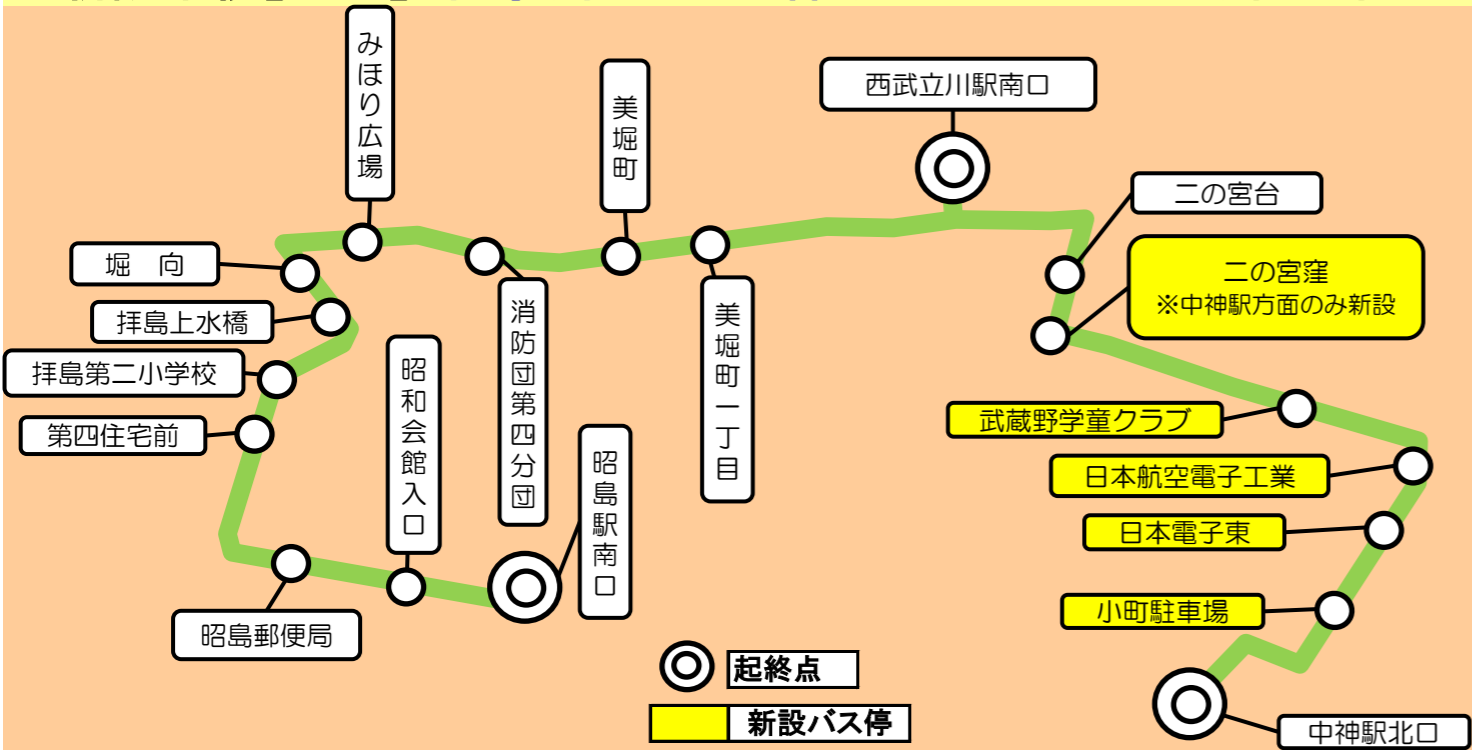 みほり広場
美堀町
西武立川駅南口
二の宮台
堀　向
二の宮窪
※中神駅方面のみ新設
拝島上水橋
消防団第四分団
美堀町一丁目
拝島第二小学校
昭和会館入口
武蔵野学童クラブ
第四住宅前
昭島駅南口
日本航空電子工業
日本電子東
小町駐車場
昭島郵便局
起終点
新設バス停
中神駅北口